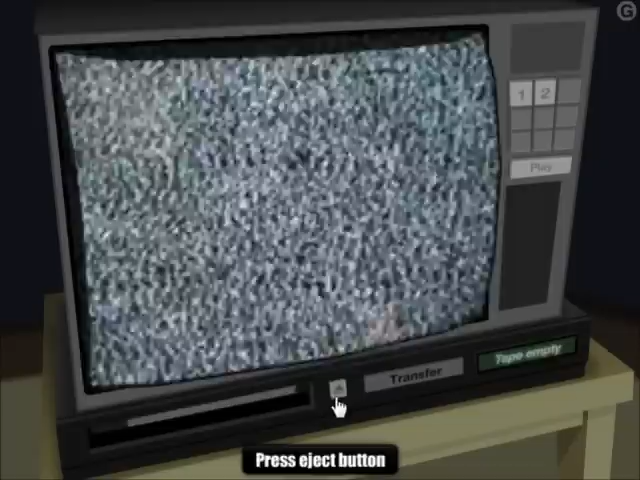 G
1 2
Play
Transfer
Tape empty
Press eject button